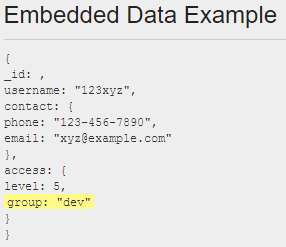 Embedded Data Example
{
_id: ,
username: "123xyz",
contact: {
phone: "123-456-7890",
email: "xyz@example.com"
},
access: {
level: 5,
group: "dev"
}
}